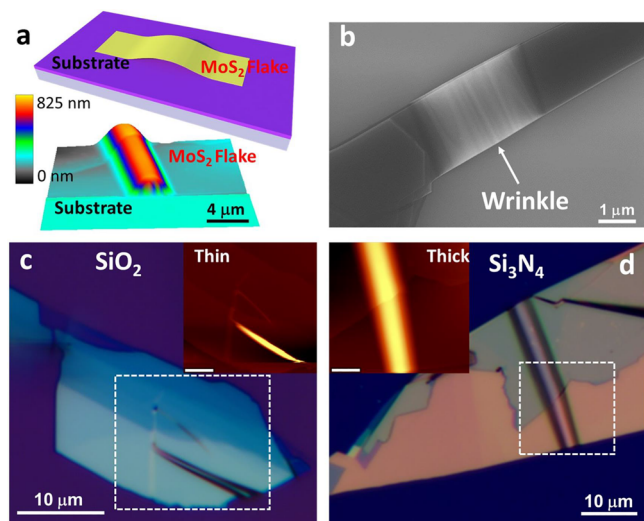 a
Substrate
MoS2 Flake
825 nm
0 nm
MoS2 Flake
Substrate
4 μm
b
Wrinkle
1 μm
c
SiO2
Thin
10 μm
Thick
Si3N4
d
10 μm